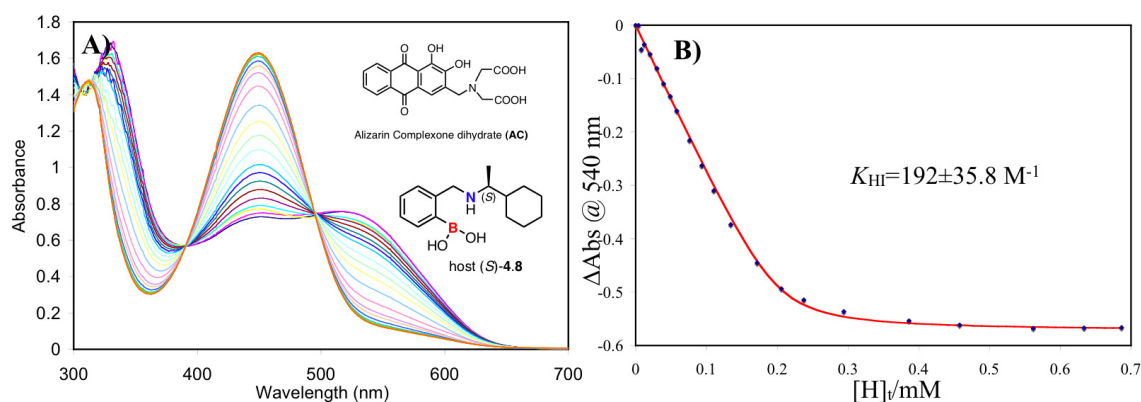 A)
Absorbance
1.8
1.6
1.4
1.2
1
0.8
0.6
0.4
0.2
0
300
400
500
600
700
Wavelength (nm)
O
OH
OH
O
N
COOH
COOH
Alizarin Complexone dihydrate (AC)
N
H
(S)
B
HO
OH
host (S)-4.8
B)
ΔAbs @ 540 nm
0
-0.1
-0.2
-0.3
-0.4
-0.5
-0.6
K_HI=192±35.8 M⁻¹
0
0.1
0.2
0.3
0.4
0.5
0.6
0.7
[H]t/mM